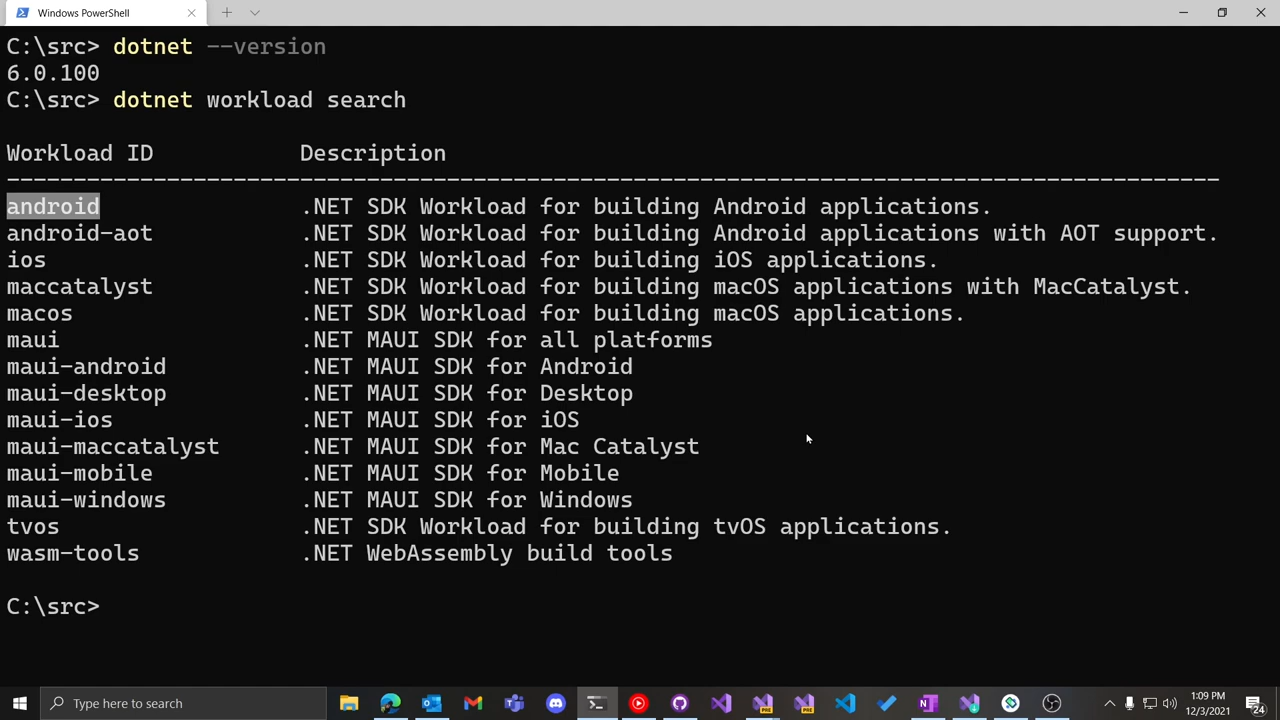 Windows PowerShell
C:\src> dotnet --version
6.0.100
C:\src> dotnet workload search
Workload ID Description
--------------------------------------------------------------------------------------------
android .NET SDK Workload for building Android applications.
android-aot .NET SDK Workload for building Android applications with AOT support.
ios .NET SDK Workload for building iOS applications.
maccatalyst .NET SDK Workload for building macOS applications with MacCatalyst.
macos .NET SDK Workload for building macOS applications.
maui .NET MAUI SDK for all platforms
maui-android .NET MAUI SDK for Android
maui-desktop .NET MAUI SDK for Desktop
maui-ios .NET MAUI SDK for iOS
maui-maccatalyst .NET MAUI SDK for Mac Catalyst
maui-mobile .NET MAUI SDK for Mobile
maui-windows .NET MAUI SDK for Windows
tvos .NET SDK Workload for building tvOS applications.
wasm-tools .NET WebAssembly build tools
C:\src>
Type here to search
1:09 PM
12/3/2021
24